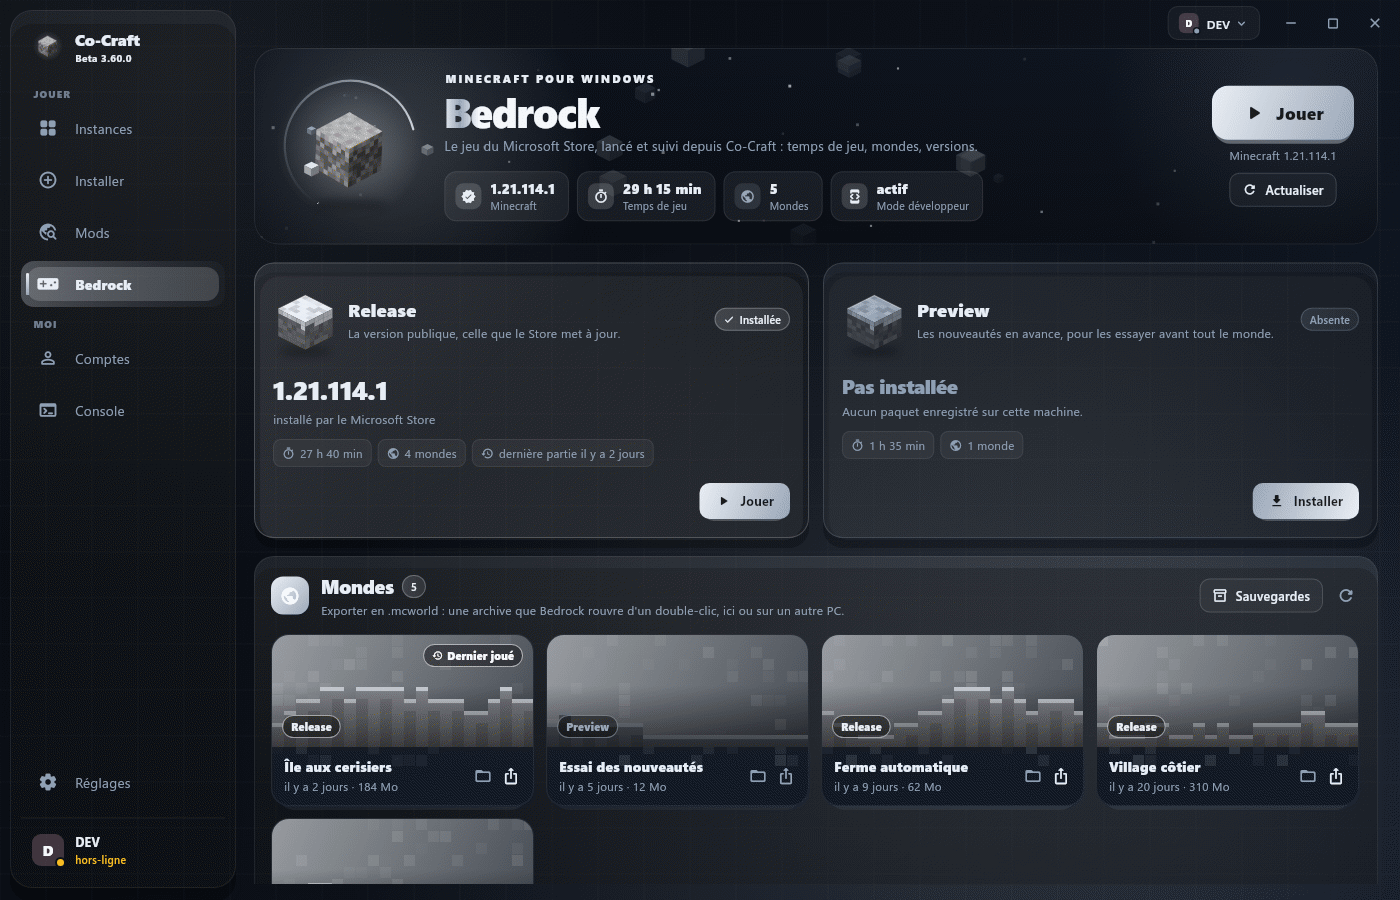 Co-Craft
Beta 3.60.0
JOUER
Instances
Installer
Mods
Bedrock
MOI
Comptes
Console
Réglages
D
DEV
hors-ligne
D DEV
MINECRAFT POUR WINDOWS
Bedrock
Le jeu du Microsoft Store, lancé et suivi depuis Co-Craft : temps de jeu, mondes, versions.
1.21.114.1
Minecraft
29 h 15 min
Temps de jeu
5
Mondes
actif
Mode développeur
Jouer
Minecraft 1.21.114.1
Actualiser
Release
La version publique, celle que le Store met à jour.
Installée
1.21.114.1
installé par le Microsoft Store
27 h 40 min
4 mondes
dernière partie il y a 2 jours
Jouer
Preview
Les nouveautés en avance, pour les essayer avant tout le monde.
Absente
Pas installée
Aucun paquet enregistré sur cette machine.
1 h 35 min
1 monde
Installer
Mondes 5
Exporter en .mcworld : une archive que Bedrock rouvre d'un double-clic, ici ou sur un autre PC.
Sauvegardes
Dernier joué
Release
Île aux cerisiers
il y a 2 jours · 184 Mo
Preview
Essai des nouveautés
il y a 5 jours · 12 Mo
Release
Ferme automatique
il y a 9 jours · 62 Mo
Release
Village côtier
il y a 20 jours · 310 Mo